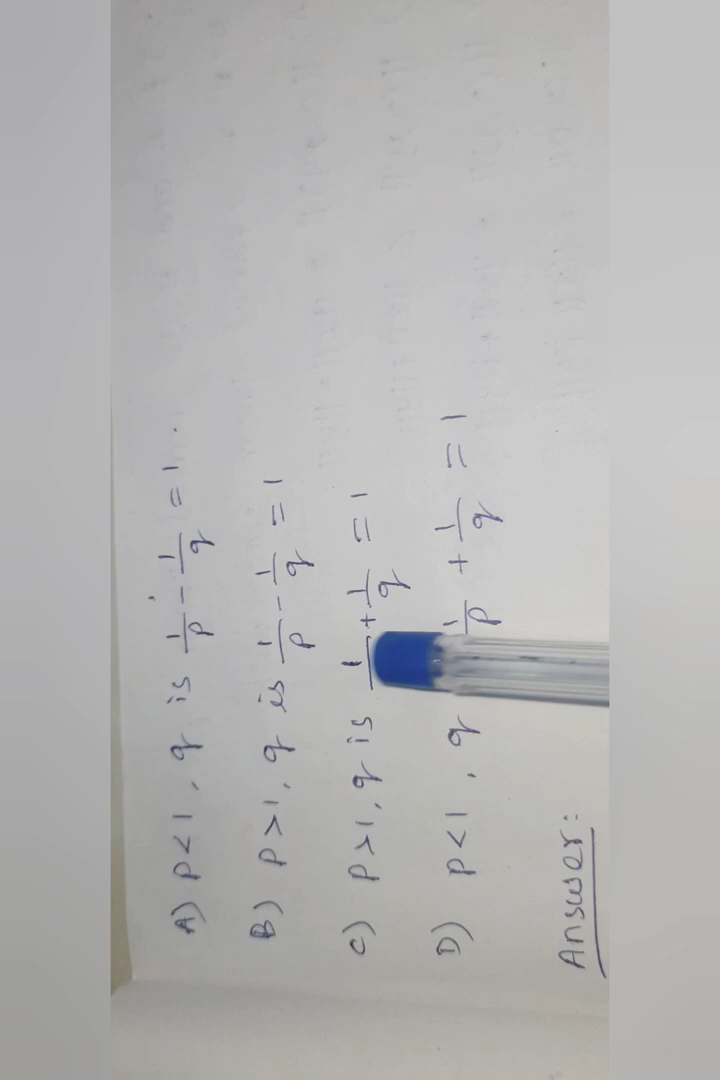 A) P<1, q is 1/P - 1/q = 1.
B) P>1, q is 1/P - 1/q = 1
C) P>1, q is 1/ + 1/q = 1
D) P<1, q 1/P + 1/q = 1
Answer: